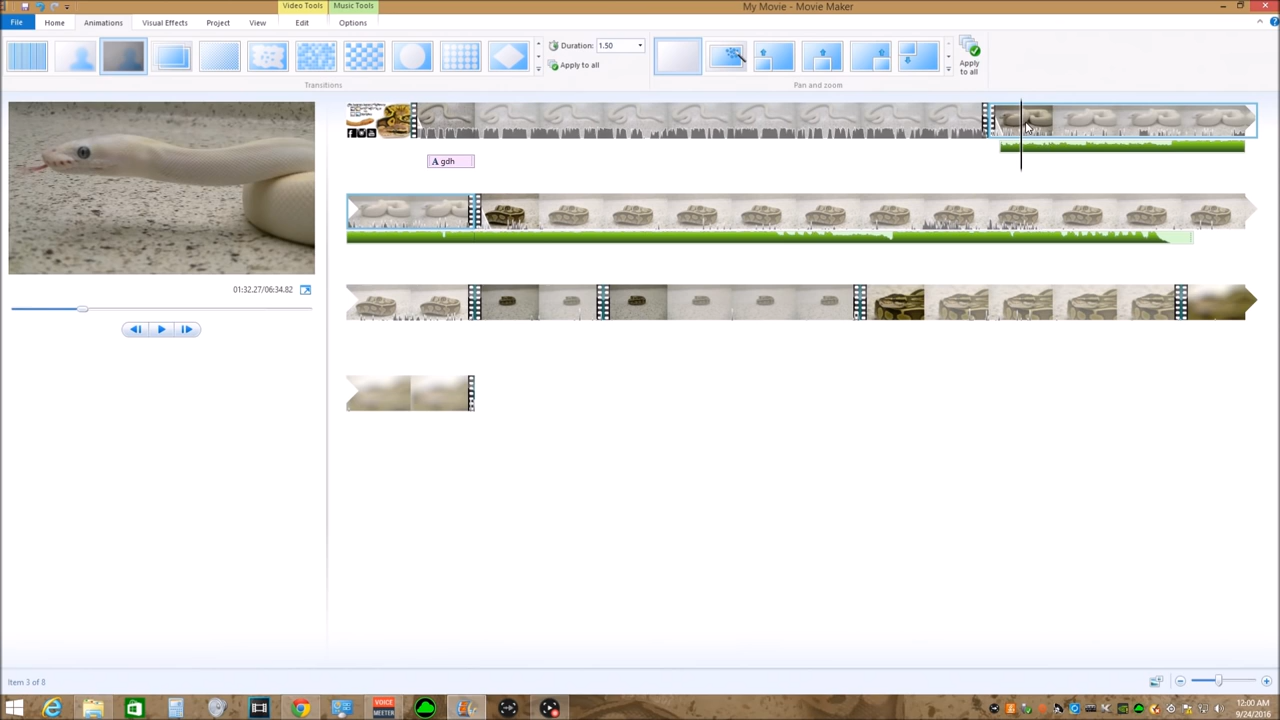 Video Tools Music Tools My Movie - Movie Maker
File Home Animations Visual Effects Project View Edit Options
Duration: 1.50
Apply to all
Apply to all
Transitions Pan and zoom
A gdh
01:32.27/06:34.82
Item 3 of 8
VOICE MEETER
12:00 AM
9/24/2016